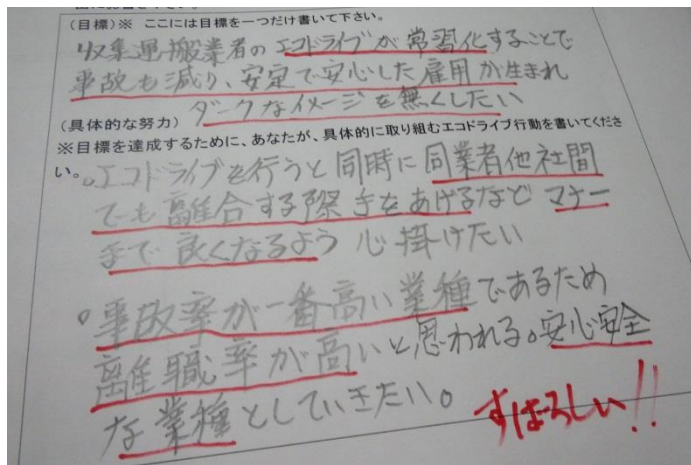 (目標)※ ここには目標を一つだけ書いて下さい。
収集運搬業者のエコドライブが常習化することで
事故も減り、安定で安心した雇用が生まれ
ダークなイメージを無くしたい
(具体的な努力)
※目標を達成するために、あなたが、具体的に取り組むエコドライブ行動を書いてくださ
い。
。エコドライブを行うと同時に同業者他社間
でも離合する際手をあげるなどマナー
まで良くなるよう心掛けたい
。事故率が一番高い業種であるため
離職率が高いと思われる。安心安全
な業種としていきたい。
すばらしい!!